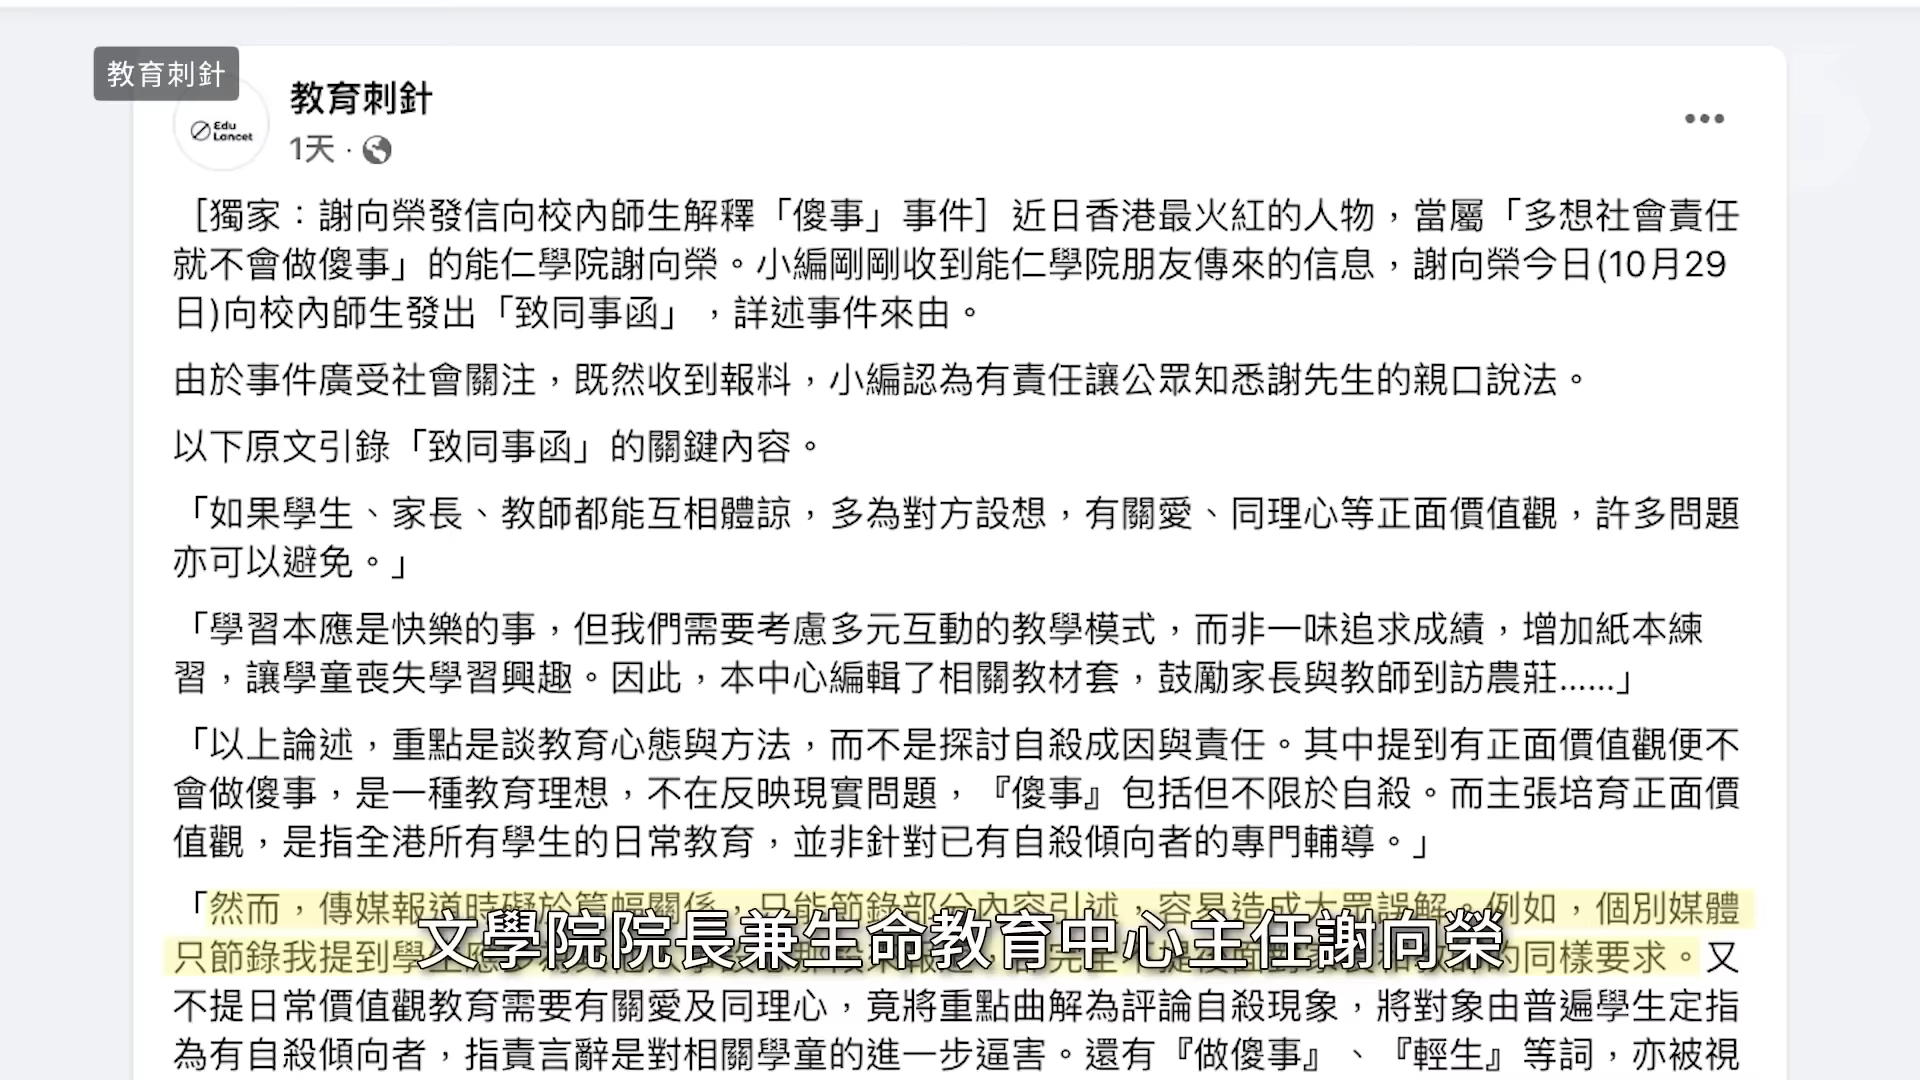 教育刺針
教育刺針
Edu
Lancet
1天 ·
［獨家：謝向榮發信向校內師生解釋「傻事」事件］近日香港最火紅的人物，當屬「多想社會責任
就不會做傻事」的能仁學院謝向榮。小編剛剛收到能仁學院朋友傳來的信息，謝向榮今日(10月29
日)向校內師生發出「致同事函」，詳述事件來由。
由於事件廣受社會關注，既然收到報料，小編認為有責任讓公眾知悉謝先生的親口說法。
以下原文引錄「致同事函」的關鍵內容。
「如果學生、家長、教師都能互相體諒，多為對方設想，有關愛、同理心等正面價值觀，許多問題
亦可以避免。」
「學習本應是快樂的事，但我們需要考慮多元互動的教學模式，而非一味追求成績，增加紙本練
習，讓學童喪失學習興趣。因此，本中心編輯了相關教材套，鼓勵家長與教師到訪農莊......」
「以上論述，重點是談教育心態與方法，而不是探討自殺成因與責任。其中提到有正面價值觀便不
會做傻事，是一種教育理想，不在反映現實問題，『傻事』包括但不限於自殺。而主張培育正面價
值觀，是指全港所有學生的日常教育，並非針對已有自殺傾向者的專門輔導。」
「然而，傳媒報道時礙於篇幅關係，只能節錄部分內容引述，容易造成大眾誤解。例如，個別媒體
只節錄我提到學生應多的同樣要求。又
文學院院長兼生命教育中心主任謝向榮
不提日常價值觀教育需要有關愛及同理心，竟將重點曲解為評論自殺現象，將對象由普遍學生定指
為有自殺傾向者，指責言辭是對相關學童的進一步逼害。還有『做傻事』、『輕生』等詞，亦被視